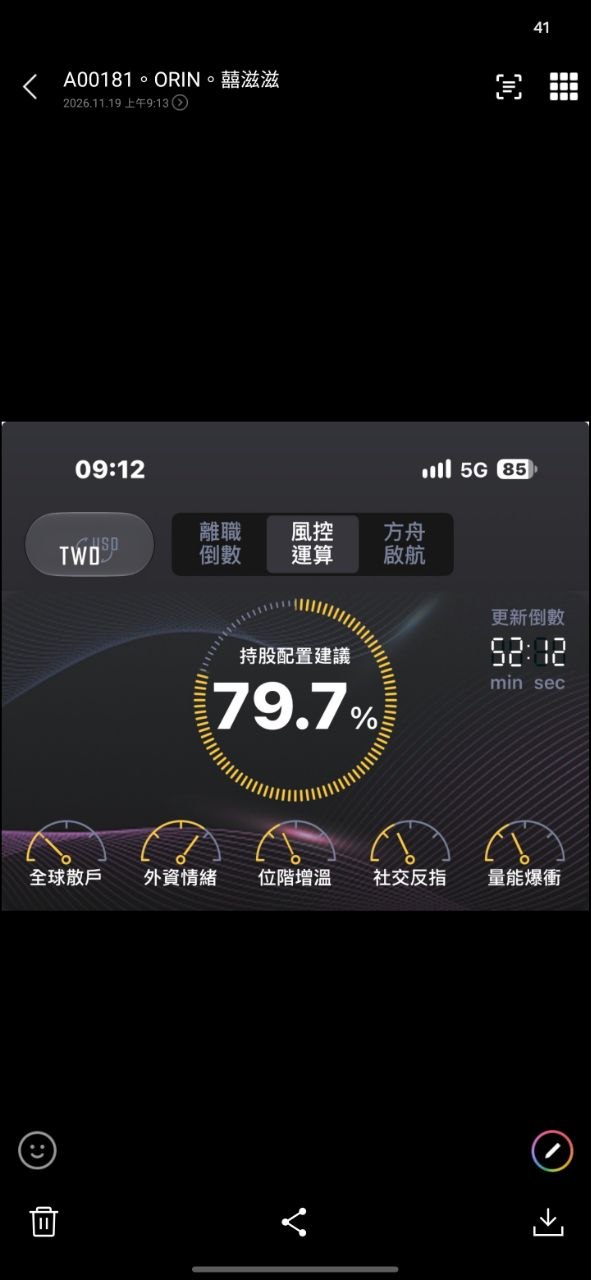 41
A00181。ORIN。囍滋滋
2026.11.19 上午9:13
09:12
5G 85
TWD USD
離職倒數
風控運算
方舟啟航
更新倒數
52:12
min sec
持股配置建議
79.7%
全球散戶
外資情緒
位階增溫
社交反指
量能爆衝